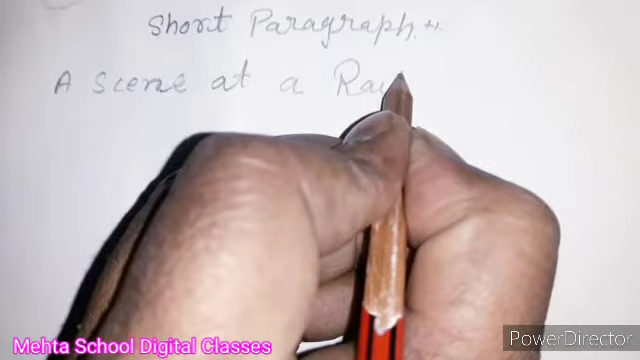 Short Paragraph
A scene at a
Mehta School Digital Classes
PowerDirector